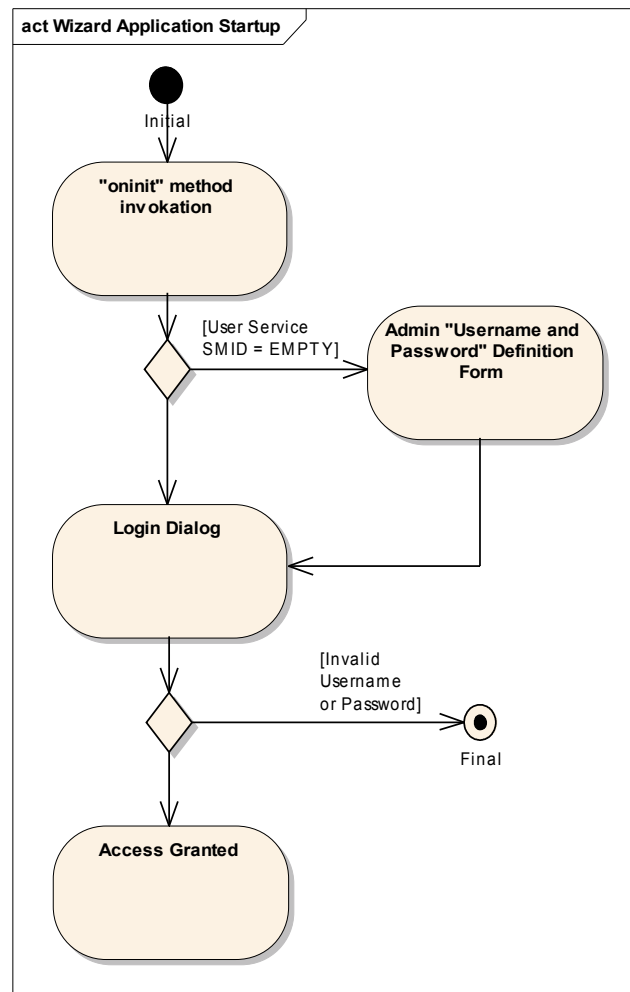 act Wizard Application Startup
Initial
"oninit" method
invokation
[User Service
SMID = EMPTY]
Admin "Username and
Password" Definition
Form
Login Dialog
[Invalid
Username
or Password]
Final
Access Granted